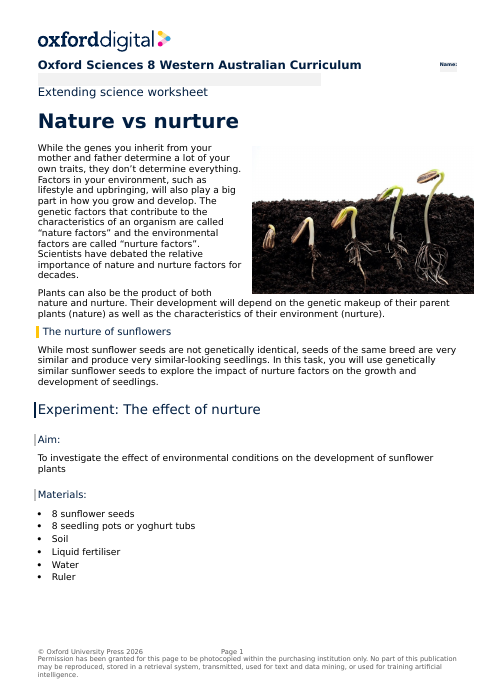 oxforddigital
Oxford Sciences 8 Western Australian Curriculum
Name:
Extending science worksheet
Nature vs nurture
While the genes you inherit from your
mother and father determine a lot of your
own traits, they don’t determine everything.
Factors in your environment, such as
lifestyle and upbringing, will also play a big
part in how you grow and develop. The
genetic factors that contribute to the
characteristics of an organism are called
“nature factors” and the environmental
factors are called “nurture factors”.
Scientists have debated the relative
importance of nature and nurture factors for
decades.
Plants can also be the product of both
nature and nurture. Their development will depend on the genetic makeup of their parent
plants (nature) as well as the characteristics of their environment (nurture).
The nurture of sunflowers
While most sunflower seeds are not genetically identical, seeds of the same breed are very
similar and produce very similar-looking seedlings. In this task, you will use genetically
similar sunflower seeds to explore the impact of nurture factors on the growth and
development of seedlings.
Experiment: The effect of nurture
Aim:
To investigate the effect of environmental conditions on the development of sunflower
plants
Materials:
• 8 sunflower seeds
• 8 seedling pots or yoghurt tubs
• Soil
• Liquid fertiliser
• Water
• Ruler
© Oxford University Press 2026 Page 1
Permission has been granted for this page to be photocopied within the purchasing institution only. No part of this publication
may be reproduced, stored in a retrieval system, transmitted, used for text and data mining, or used for training artificial
intelligence.